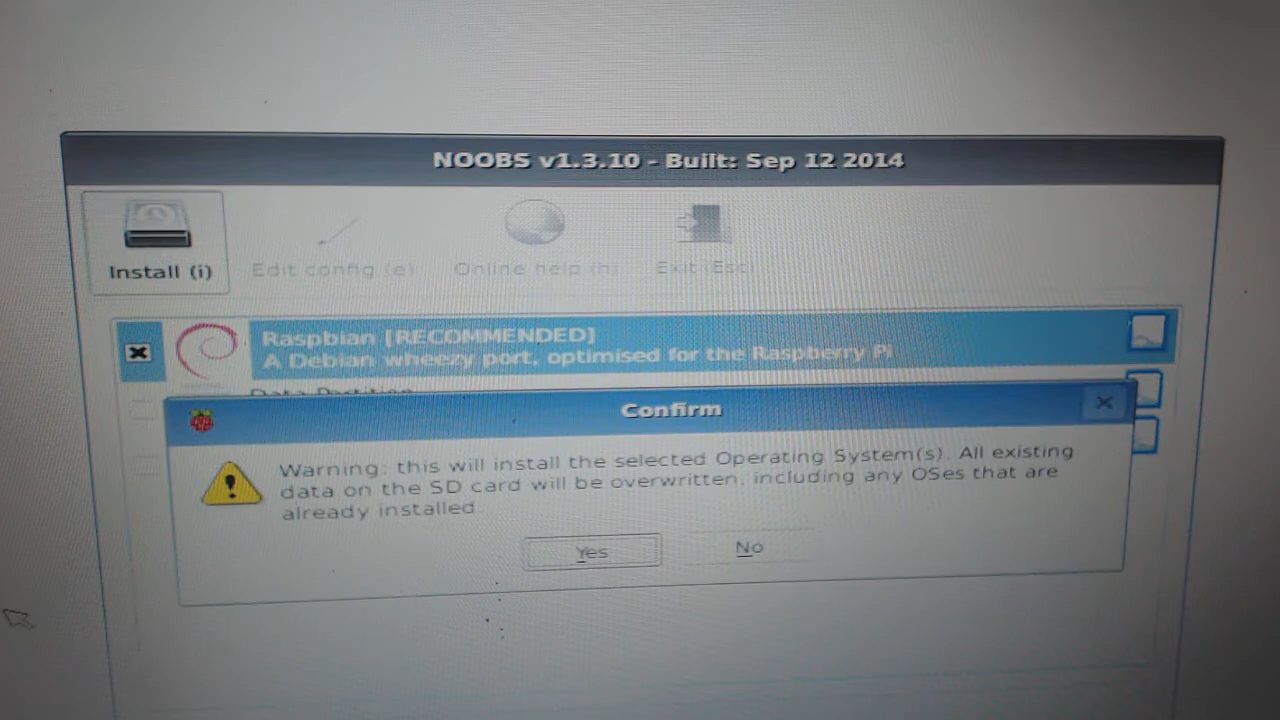 NOOBS v1.3.10 - Built: Sep 12 2014
Install (i)
Edit config (e)
Online help (h)
Exit (Esc)
Raspbian [RECOMMENDED]
A Debian wheezy port, optimised for the Raspberry Pi
Data Partition
Confirm
Warning: this will install the selected Operating System(s). All existing
data on the SD card will be overwritten, including any OSes that are
already installed
Yes
No